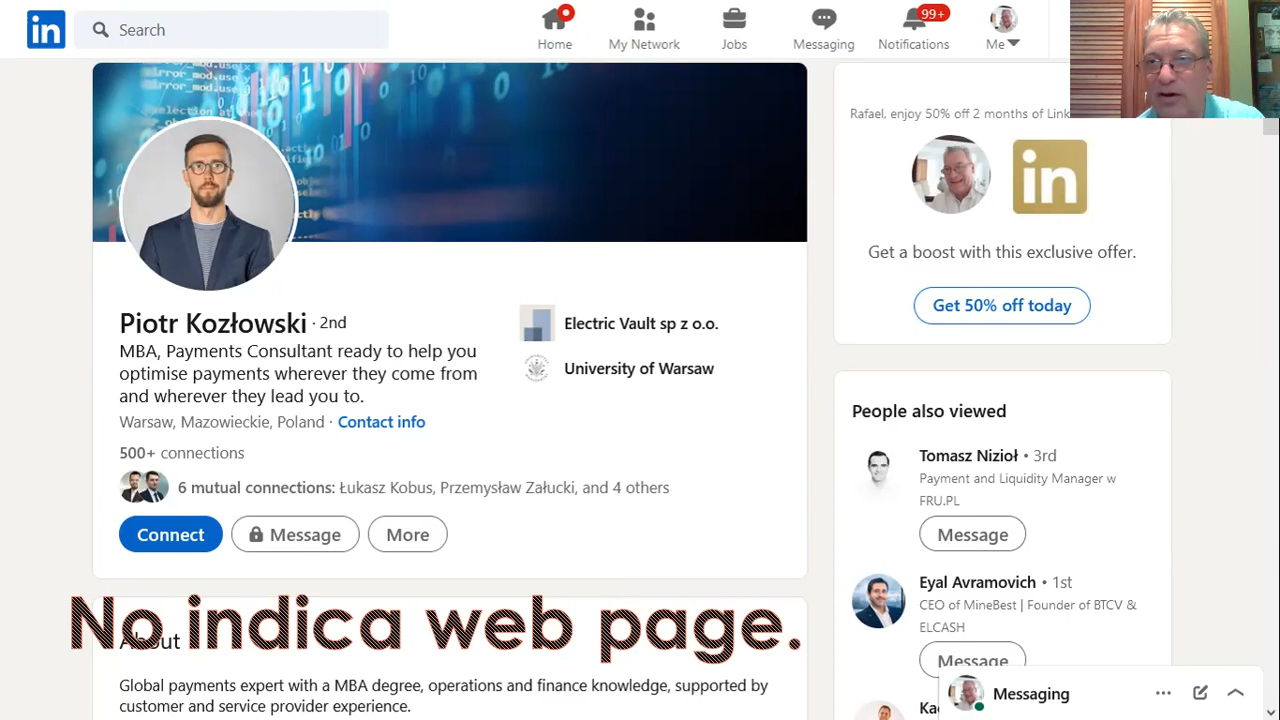 in
Search
Home
My Network
Jobs
Messaging
99+
Notifications
Me
mirror_mod.use
Piotr Kozłowski · 2nd
MBA, Payments Consultant ready to help you
optimise payments wherever they come from
and wherever they lead you to.
Warsaw, Mazowieckie, Poland · Contact info
500+ connections
6 mutual connections: Łukasz Kobus, Przemysław Załucki, and 4 others
Connect
Message
More
Electric Vault sp z o.o.
University of Warsaw
No indica web page.
About
Global payments expert with a MBA degree, operations and finance knowledge, supported by
customer and service provider experience.
Rafael, enjoy 50% off 2 months of Link
in
Get a boost with this exclusive offer.
Get 50% off today
People also viewed
Tomasz Nizioł • 3rd
Payment and Liquidity Manager w
FRU.PL
Message
Eyal Avramovich • 1st
CEO of MineBest | Founder of BTCV &
ELCASH
Message
Messaging